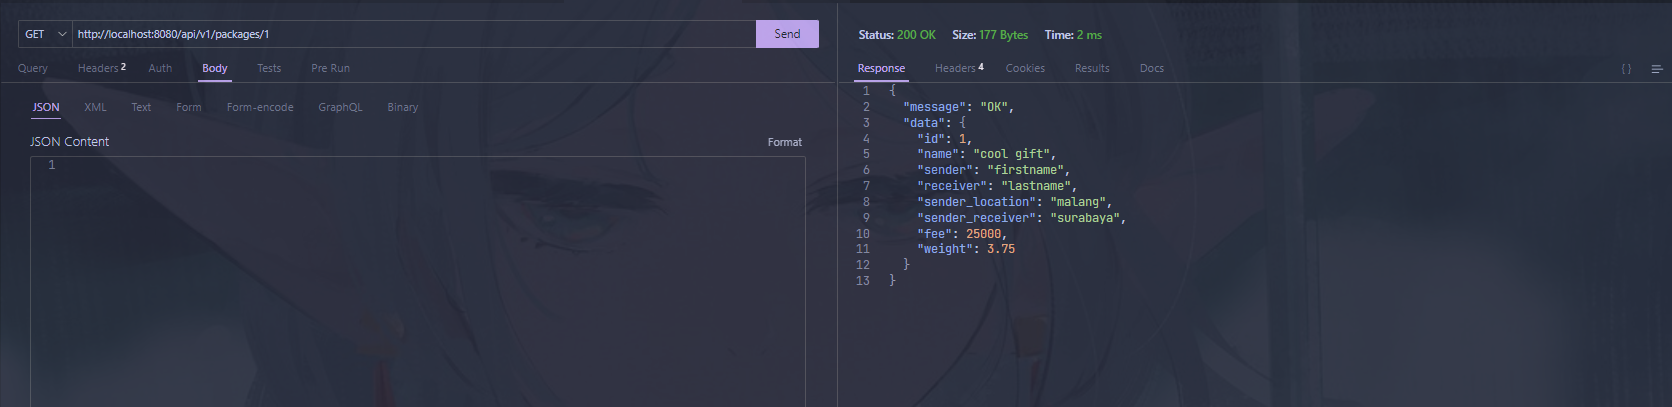 GET http://localhost:8080/api/v1/packages/1 Send
Query Headers 2 Auth Body Tests Pre Run
JSON XML Text Form Form-encode GraphQL Binary
JSON Content Format
1
Status: 200 OK Size: 177 Bytes Time: 2 ms
Response Headers 4 Cookies Results Docs { }
1 {
2 "message": "OK",
3 "data": {
4 "id": 1,
5 "name": "cool gift",
6 "sender": "firstname",
7 "receiver": "lastname",
8 "sender_location": "malang",
9 "sender_receiver": "surabaya",
10 "fee": 25000,
11 "weight": 3.75
12 }
13 }